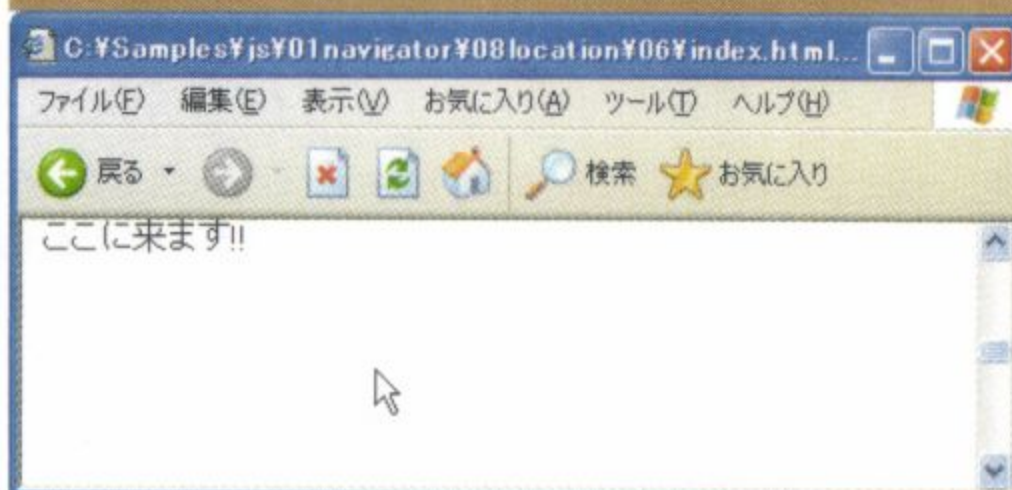 C:¥Samples¥js¥01navigator¥08location¥06¥index.html...
ファイル(F) 編集(E) 表示(V) お気に入り(A) ツール(T) ヘルプ(H)
戻る 検索 お気に入り
ここに来ます!!